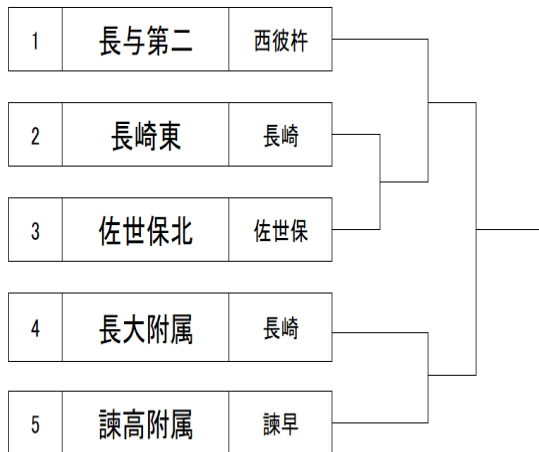 1 長与第二 西彼杵
2 長崎東 長崎
3 佐世保北 佐世保
4 長大附属 長崎
5 諫高附属 諫早